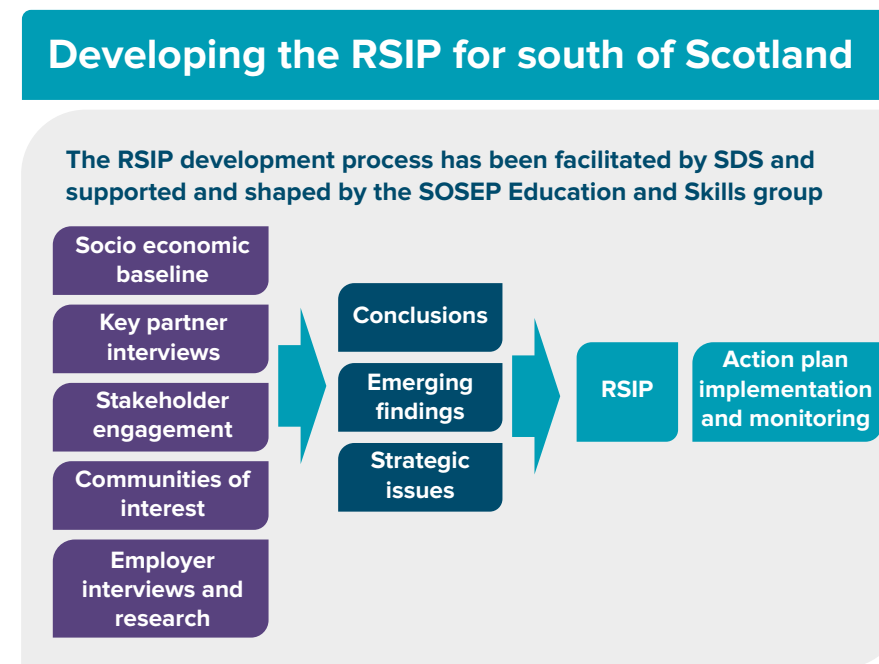 Developing the RSIP for south of Scotland
The RSIP development process has been facilitated by SDS and
supported and shaped by the SOSEP Education and Skills group
Socio economic
baseline
Key partner
interviews
Stakeholder
engagement
Communities of
interest
Employer
interviews and
research
Conclusions
Emerging
findings
Strategic
issues
RSIP
Action plan
implementation
and monitoring